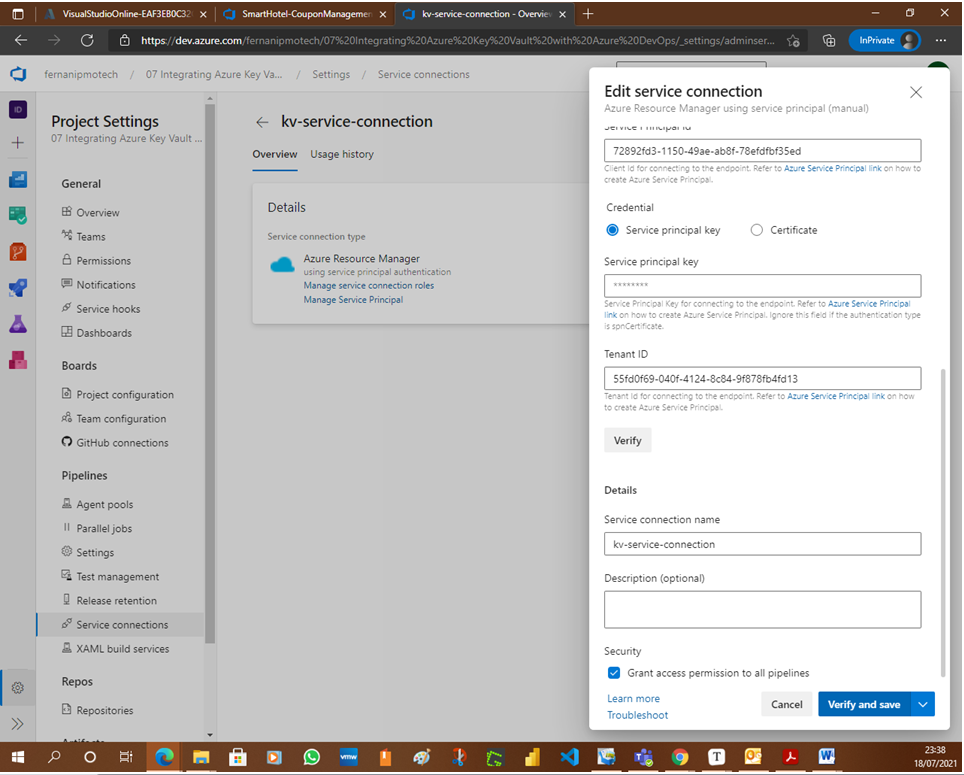 VisualStudioOnline-EAF3EB0C32
SmartHotel-CouponManagemen
kv-service-connection - Overview
https://dev.azure.com/fernanipmotech/07%20Integrating%20Azure%20Key%20Vault%20with%20Azure%20DevOps/_settings/adminser...
InPrivate
fernanipmotech / 07 Integrating Azure Key Va... / Settings / Service connections
ID
Project Settings
07 Integrating Azure Key Vault ...
General
Overview
Teams
Permissions
Notifications
Service hooks
Dashboards
Boards
Project configuration
Team configuration
GitHub connections
Pipelines
Agent pools
Parallel jobs
Settings
Test management
Release retention
Service connections
XAML build services
Repos
Repositories
Artifacts
kv-service-connection
Overview Usage history
Details
Service connection type
Azure Resource Manager
using service principal authentication
Manage service connection roles
Manage Service Principal
Edit service connection
Azure Resource Manager using service principal (manual)
Service Principal Id
72892fd3-1150-49ae-ab8f-78efdfbf35ed
Client id for connecting to the endpoint. Refer to Azure Service Principal link on how to
create Azure Service Principal.
Credential
Service principal key Certificate
Service principal key
********
Service Principal Key for connecting to the endpoint. Refer to Azure Service Principal
link on how to create Azure Service Principal. Ignore this field if the authentication type
is spnCertificate.
Tenant ID
55fd0f69-040f-4124-8c84-9f878fb4fd13
Tenant Id for connecting to the endpoint. Refer to Azure Service Principal link on how
to create Azure Service Principal.
Verify
Details
Service connection name
kv-service-connection
Description (optional)
Security
Grant access permission to all pipelines
Learn more
Troubleshoot
Cancel
Verify and save
vmw
T
W
23:38
18/07/2021